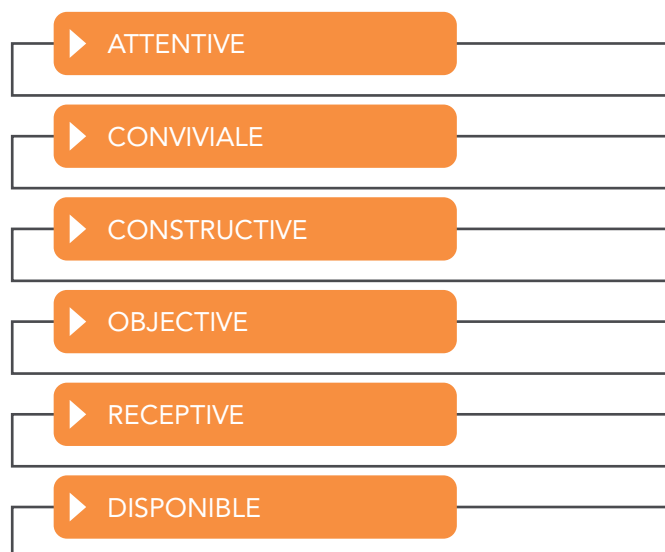 ATTENTIVE
CONVIVIALE
CONSTRUCTIVE
OBJECTIVE
RECEPTIVE
DISPONIBLE